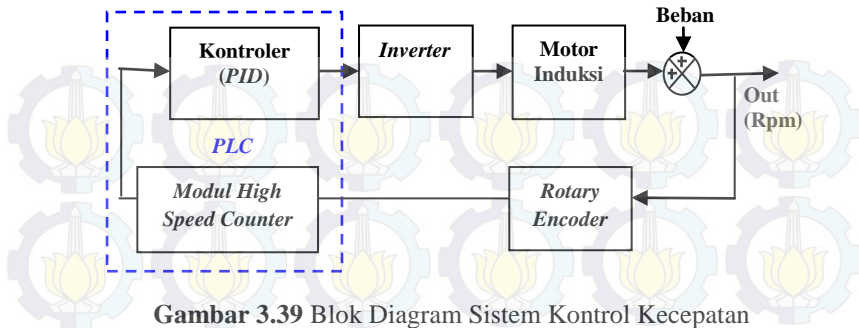 Beban
Kontroler
(PID)
Inverter
Motor
Induksi
+
+
Out
(Rpm)
PLC
Modul High
Speed Counter
Rotary
Encoder
Gambar 3.39 Blok Diagram Sistem Kontrol Kecepatan